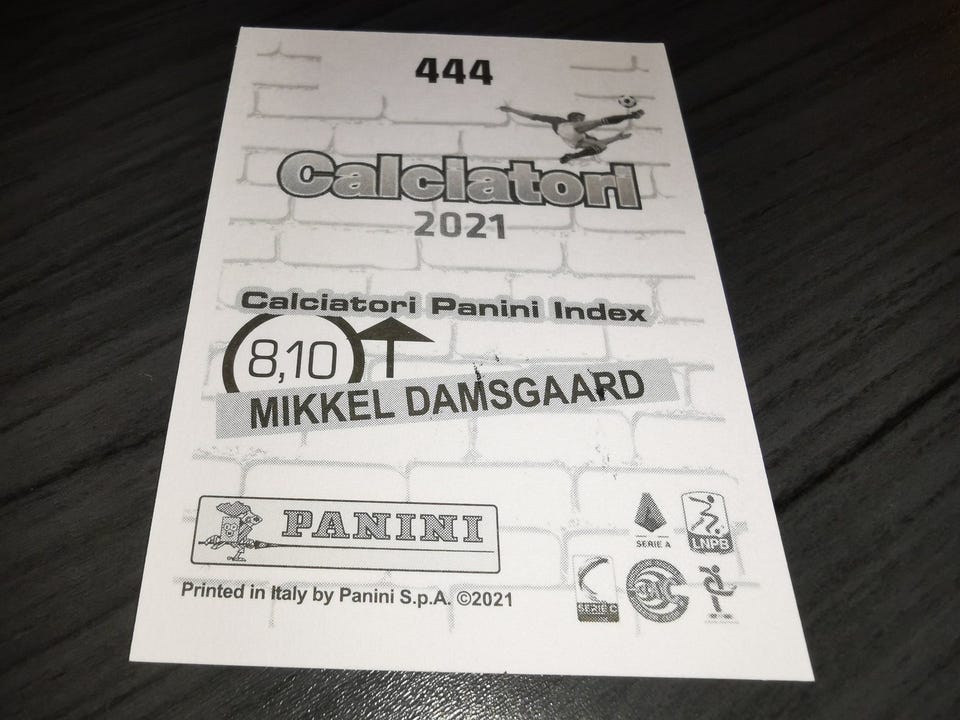 444
Calciatori
2021
Calciatori Panini Index
8,10
MIKKEL DAMSGAARD
PANINI
Printed in Italy by Panini S.p.A. ©2021
SERIE A
LNPB
SERIE C